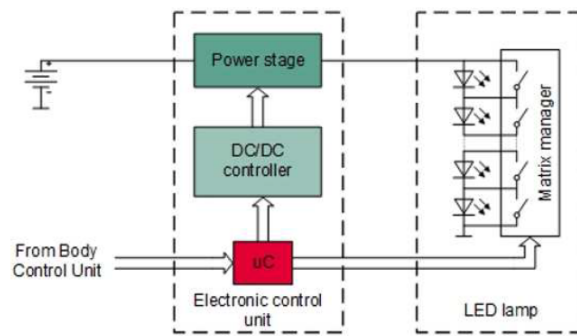 Power stage
DC/DC
controller
uC
Electronic control
unit
From Body
Control Unit
Matrix manager
LED lamp